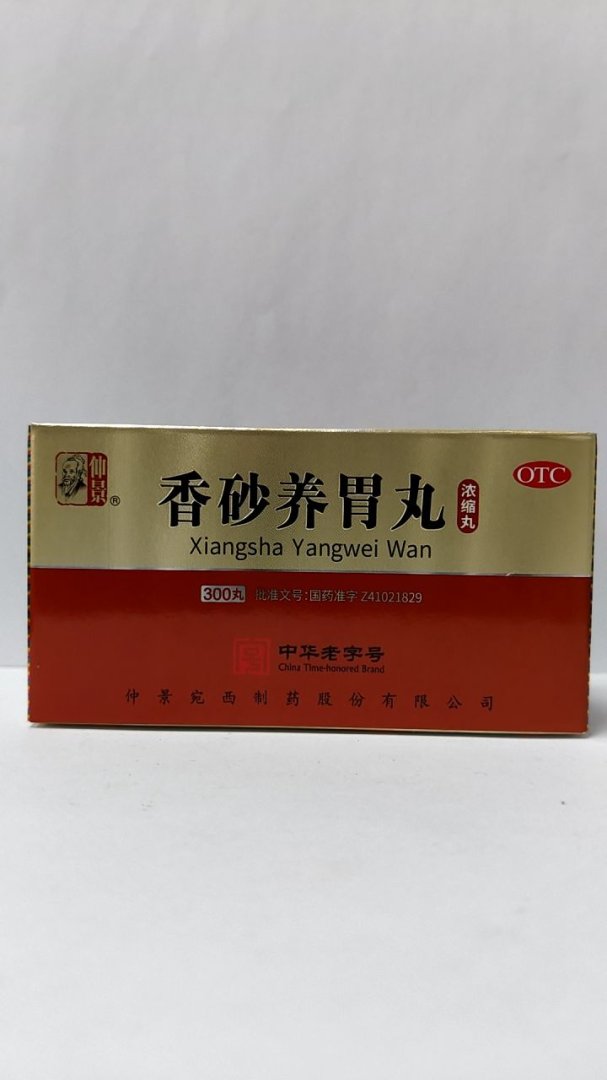 仲景®
香砂养胃丸
浓缩丸
OTC
Xiangsha Yangwei Wan
300丸 批准文号:国药准字 Z41021829
中华老字号
China Time-honored Brand
仲景宛西制药股份有限公司